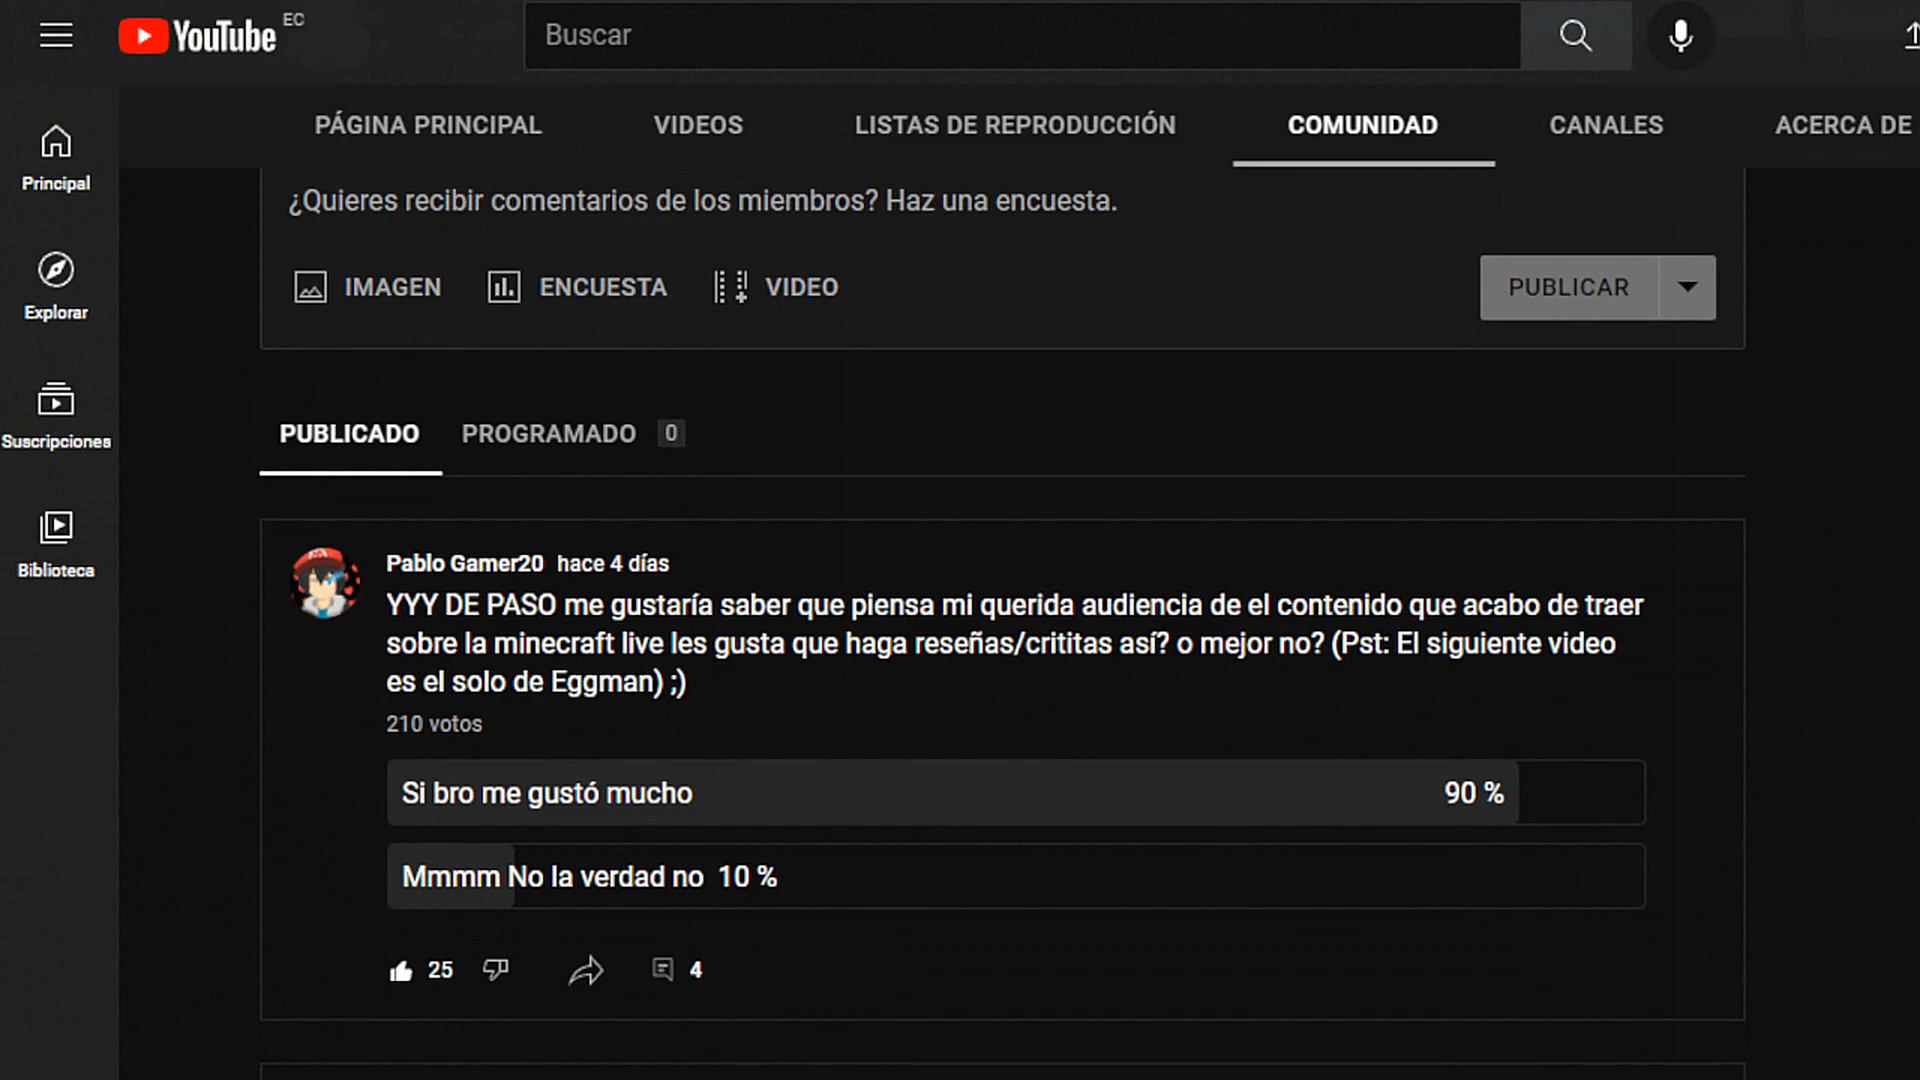 YouTube EC
Buscar
PÁGINA PRINCIPAL VIDEOS LISTAS DE REPRODUCCIÓN COMUNIDAD CANALES ACERCA DE
Principal
Explorar
Suscripciones
Biblioteca
¿Quieres recibir comentarios de los miembros? Haz una encuesta.
IMAGEN ENCUESTA VIDEO PUBLICAR
PUBLICADO PROGRAMADO 0
Pablo Gamer20 hace 4 días
YYY DE PASO me gustaría saber que piensa mi querida audiencia de el contenido que acabo de traer
sobre la minecraft live les gusta que haga reseñas/crititas así? o mejor no? (Pst: El siguiente video
es el solo de Eggman) ;)
210 votos
Si bro me gustó mucho 90 %
Mmmm No la verdad no 10 %
25 4